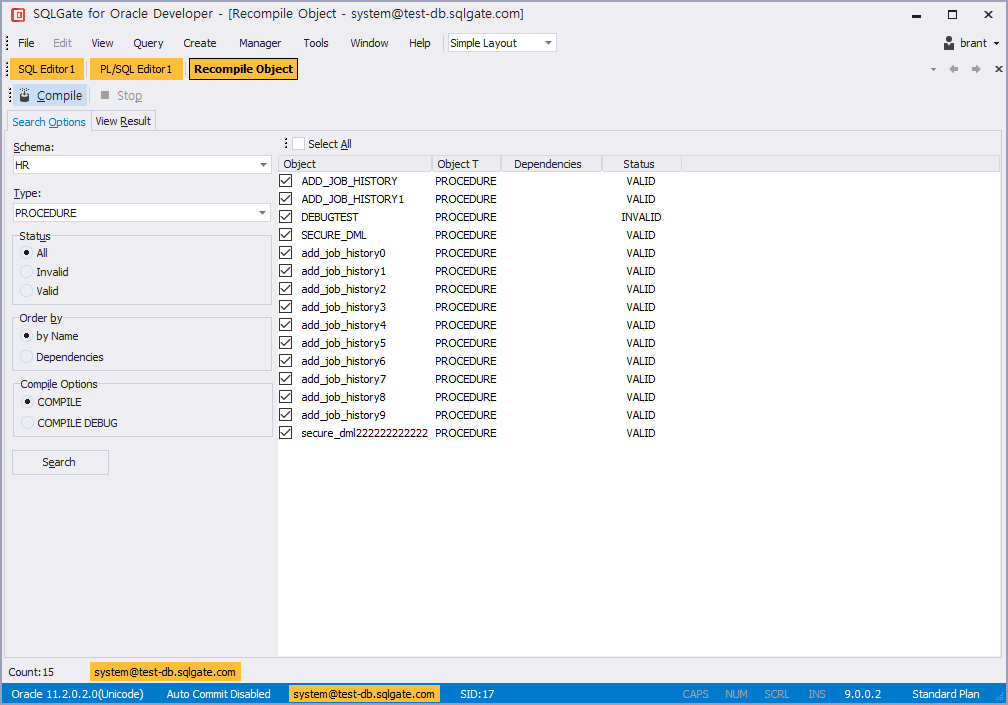 SQLGate for Oracle Developer - [Recompile Object - system@test-db.sqlgate.com]
File Edit View Query Create Manager Tools Window Help Simple Layout brant
SQL Editor1 PL/SQL Editor1 Recompile Object
Compile Stop
Search Options View Result
Schema:
HR
Type:
PROCEDURE
Status
All
Invalid
Valid
Order by
by Name
Dependencies
Compile Options
COMPILE
COMPILE DEBUG
Search
Select All
Object Object T Dependencies Status
ADD_JOB_HISTORY PROCEDURE VALID
ADD_JOB_HISTORY1 PROCEDURE VALID
DEBUGTEST PROCEDURE INVALID
SECURE_DML PROCEDURE VALID
add_job_history0 PROCEDURE VALID
add_job_history1 PROCEDURE VALID
add_job_history2 PROCEDURE VALID
add_job_history3 PROCEDURE VALID
add_job_history4 PROCEDURE VALID
add_job_history5 PROCEDURE VALID
add_job_history6 PROCEDURE VALID
add_job_history7 PROCEDURE VALID
add_job_history8 PROCEDURE VALID
add_job_history9 PROCEDURE VALID
secure_dml222222222222 PROCEDURE VALID
Count:15 system@test-db.sqlgate.com
Oracle 11.2.0.2.0(Unicode) Auto Commit Disabled system@test-db.sqlgate.com SID:17 CAPS NUM SCRL INS 9.0.0.2 Standard Plan